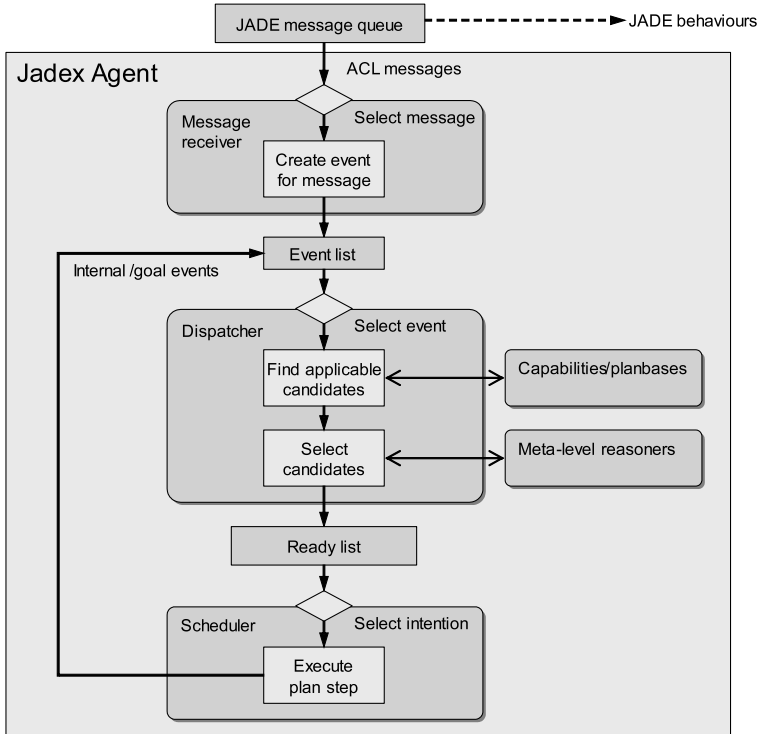 JADE message queue
JADE behaviours
Jadex Agent
ACL messages
Message
receiver
Select message
Create event
for message
Event list
Internal /goal events
Dispatcher
Select event
Find applicable
candidates
Capabilities/planbases
Select
candidates
Meta-level reasoners
Ready list
Scheduler
Select intention
Execute
plan step